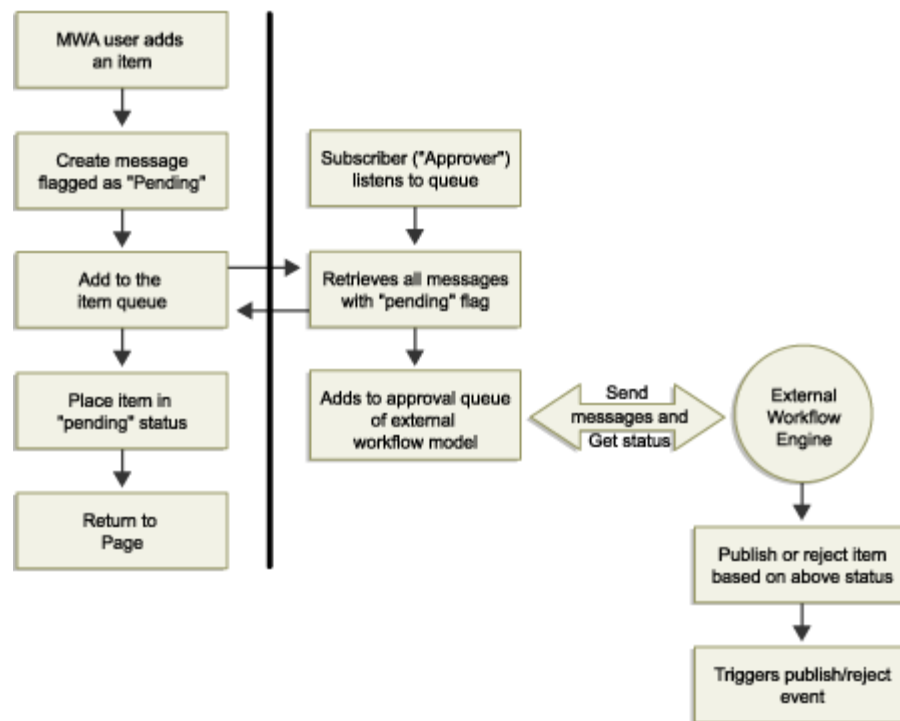 MWA user adds
an item
Create message
flagged as "Pending"
Add to the
item queue
Place item in
"pending" status
Return to
Page
Subscriber ("Approver")
listens to queue
Retrieves all messages
with "pending" flag
Adds to approval queue
of external
workflow model
Send
messages and
Get status
External
Workflow
Engine
Publish or reject item
based on above status
Triggers publish/reject
event